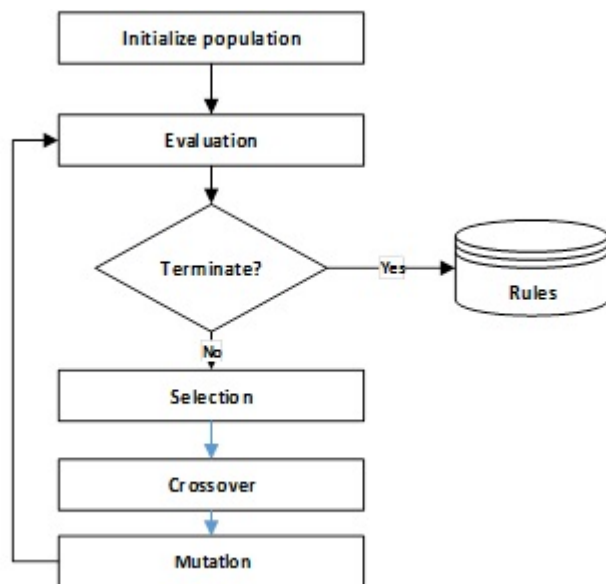 Initialize population
Evaluation
Terminate?
Yes
Rules
No
Selection
Crossover
Mutation